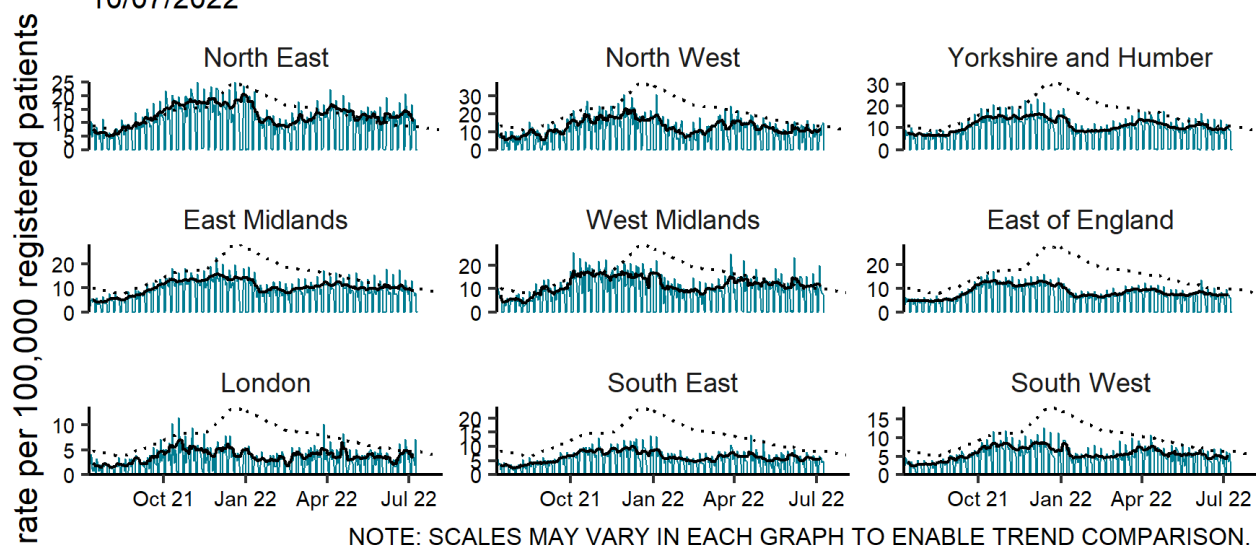 10/07/2022
rate per 100,000 registered patients
North East
North West
Yorkshire and Humber
25
20
15
10
5
0
30
20
10
0
30
20
10
0
East Midlands
West Midlands
East of England
20
10
0
20
10
0
20
10
0
London
South East
South West
10
5
0
20
15
10
5
0
15
10
5
0
Oct 21 Jan 22 Apr 22 Jul 22
Oct 21 Jan 22 Apr 22 Jul 22
Oct 21 Jan 22 Apr 22 Jul 22
NOTE: SCALES MAY VARY IN EACH GRAPH TO ENABLE TREND COMPARISON.